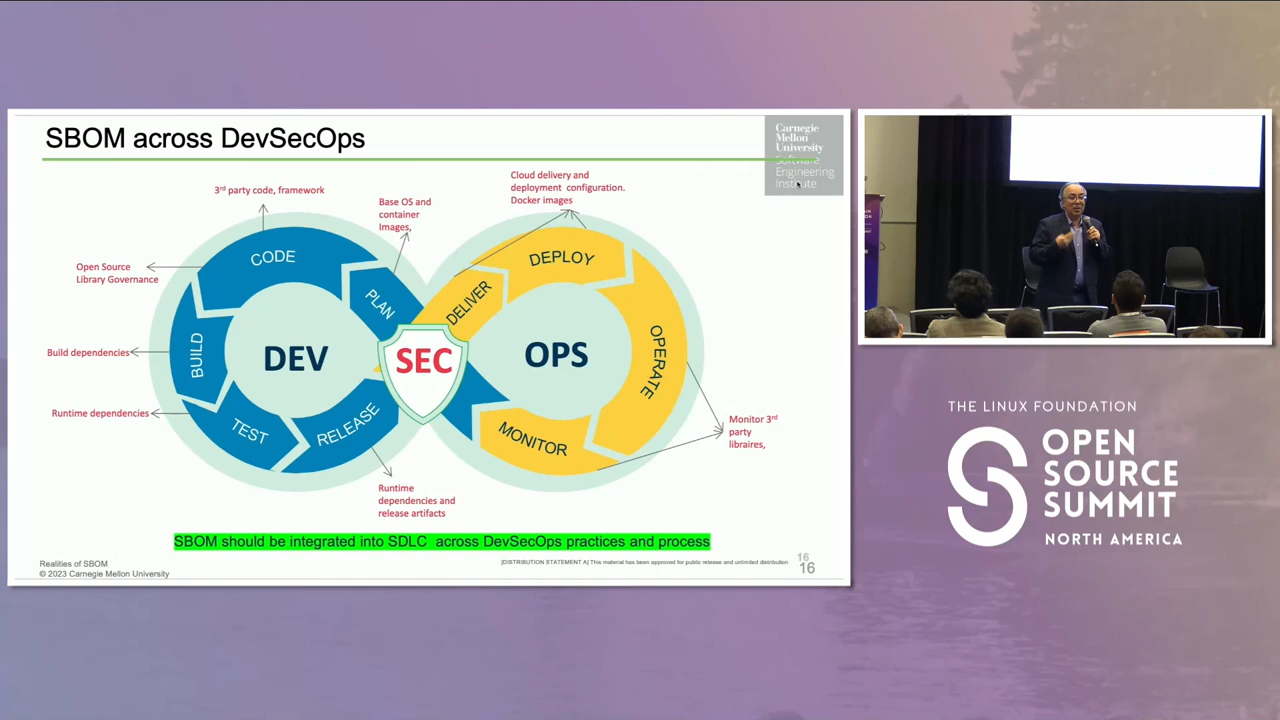 SBOM across DevSecOps
Carnegie
Mellon
University
Software
Engineering
Institute
3rd party code, framework
Base OS and
container
Images,
Cloud delivery and
deployment configuration.
Docker images
Open Source
Library Governance
Build dependencies
Runtime dependencies
CODE
PLAN
BUILD
TEST
RELEASE
DEV
SEC
OPS
DELIVER
DEPLOY
OPERATE
MONITOR
Monitor 3rd
party
libraires,
Runtime
dependencies and
release artifacts
SBOM should be integrated into SDLC across DevSecOps practices and process
Realities of SBOM
© 2023 Carnegie Mellon University
[DISTRIBUTION STATEMENT A] This material has been approved for public release and unlimited distribution
16
16
THE LINUX FOUNDATION
OPEN
SOURCE
SUMMIT
NORTH AMERICA